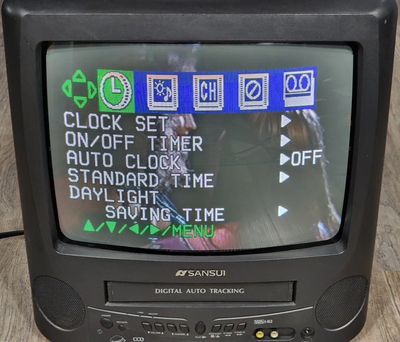 CH
CLOCK SET ▶
ON/OFF TIMER ▶
AUTO CLOCK ▶OFF
STANDARD TIME ▶
DAYLIGHT
SAVING TIME ▶
▲/▼/◀/▶/MENU
SANSUI
DIGITAL AUTO TRACKING